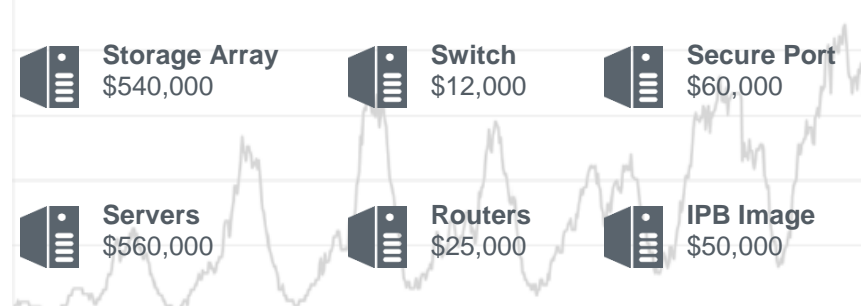 Storage Array
$540,000
Switch
$12,000
Secure Port
$60,000
Servers
$560,000
Routers
$25,000
IPB Image
$50,000